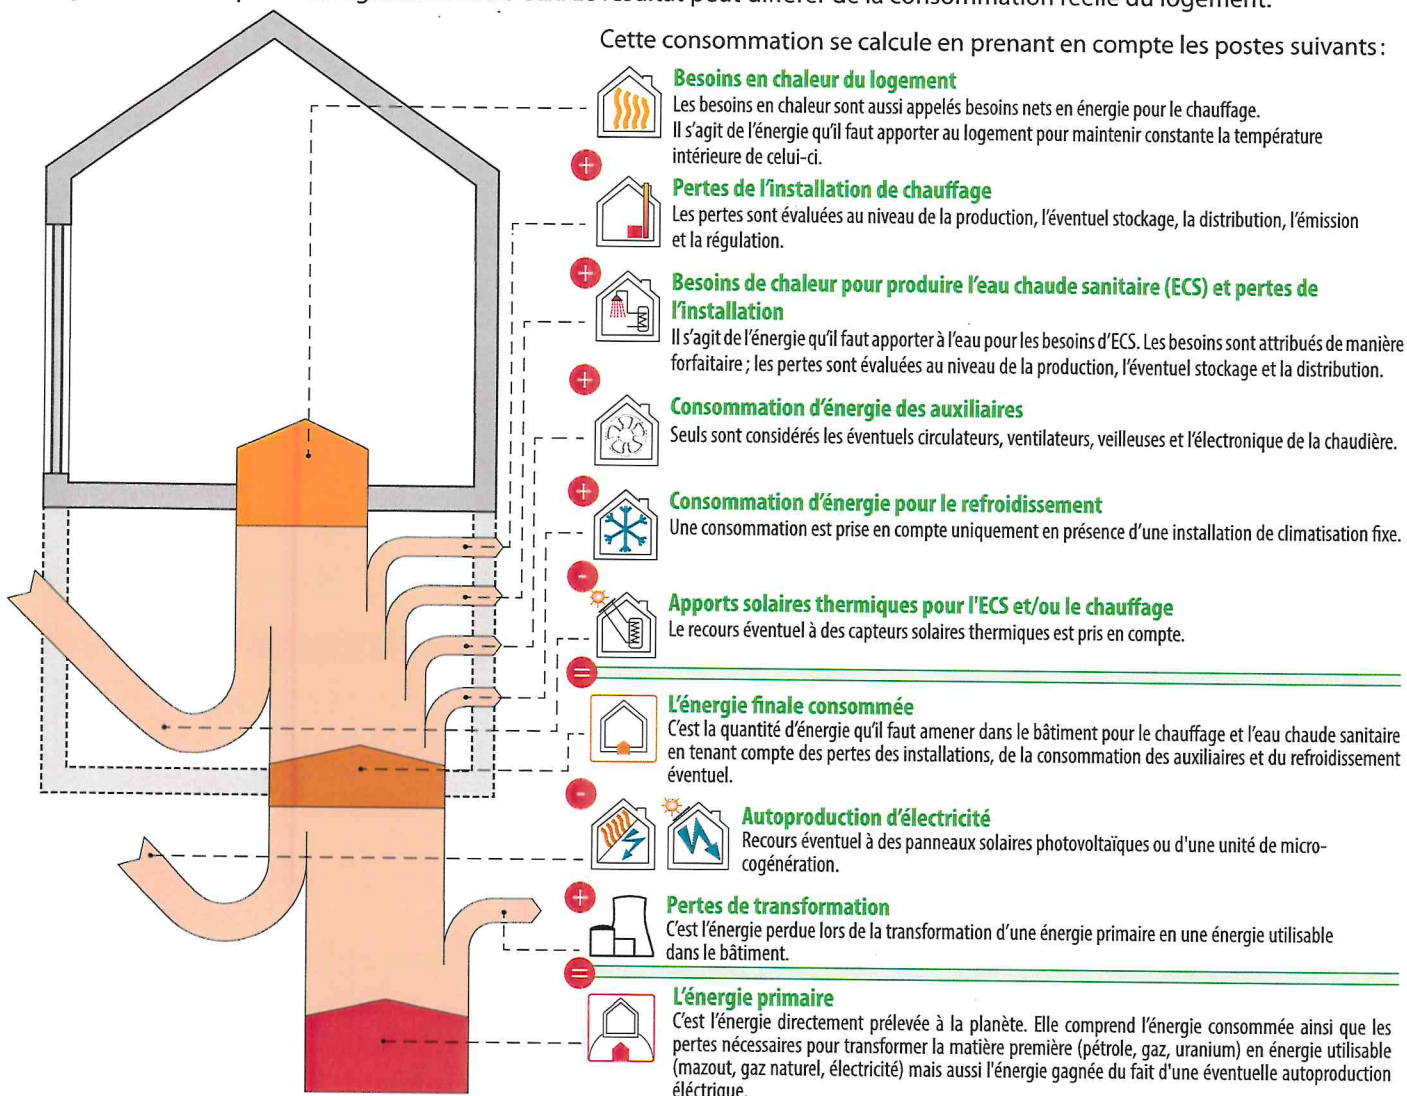 résultat peut différer de la consommation réelle du logement.
Cette consommation se calcule en prenant en compte les postes suivants :
Besoins en chaleur du logement
Les besoins en chaleur sont aussi appelés besoins nets en énergie pour le chauffage.
Il s'agit de l'énergie qu'il faut apporter au logement pour maintenir constante la température
intérieure de celui-ci.
+
Pertes de l'installation de chauffage
Les pertes sont évaluées au niveau de la production, l'éventuel stockage, la distribution, l'émission
et la régulation.
+
Besoins de chaleur pour produire l'eau chaude sanitaire (ECS) et pertes de
l'installation
Il s'agit de l'énergie qu'il faut apporter à l'eau pour les besoins d'ECS. Les besoins sont attribués de manière
forfaitaire ; les pertes sont évaluées au niveau de la production, l'éventuel stockage et la distribution.
+
Consommation d'énergie des auxiliaires
Seuls sont considérés les éventuels circulateurs, ventilateurs, veilleuses et l'électronique de la chaudière.
+
Consommation d'énergie pour le refroidissement
Une consommation est prise en compte uniquement en présence d'une installation de climatisation fixe.
-
Apports solaires thermiques pour l'ECS et/ou le chauffage
Le recours éventuel à des capteurs solaires thermiques est pris en compte.
=
L'énergie finale consommée
C'est la quantité d'énergie qu'il faut amener dans le bâtiment pour le chauffage et l'eau chaude sanitaire
en tenant compte des pertes des installations, de la consommation des auxiliaires et du refroidissement
éventuel.
-
Autoproduction d'électricité
Recours éventuel à des panneaux solaires photovoltaïques ou d'une unité de micro-
cogénération.
+
Pertes de transformation
C'est l'énergie perdue lors de la transformation d'une énergie primaire en une énergie utilisable
dans le bâtiment.
=
L'énergie primaire
C'est l'énergie directement prélevée à la planète. Elle comprend l'énergie consommée ainsi que les
pertes nécessaires pour transformer la matière première (pétrole, gaz, uranium) en énergie utilisable
(mazout, gaz naturel, électricité) mais aussi l'énergie gagnée du fait d'une éventuelle autoproduction
éléctrique.